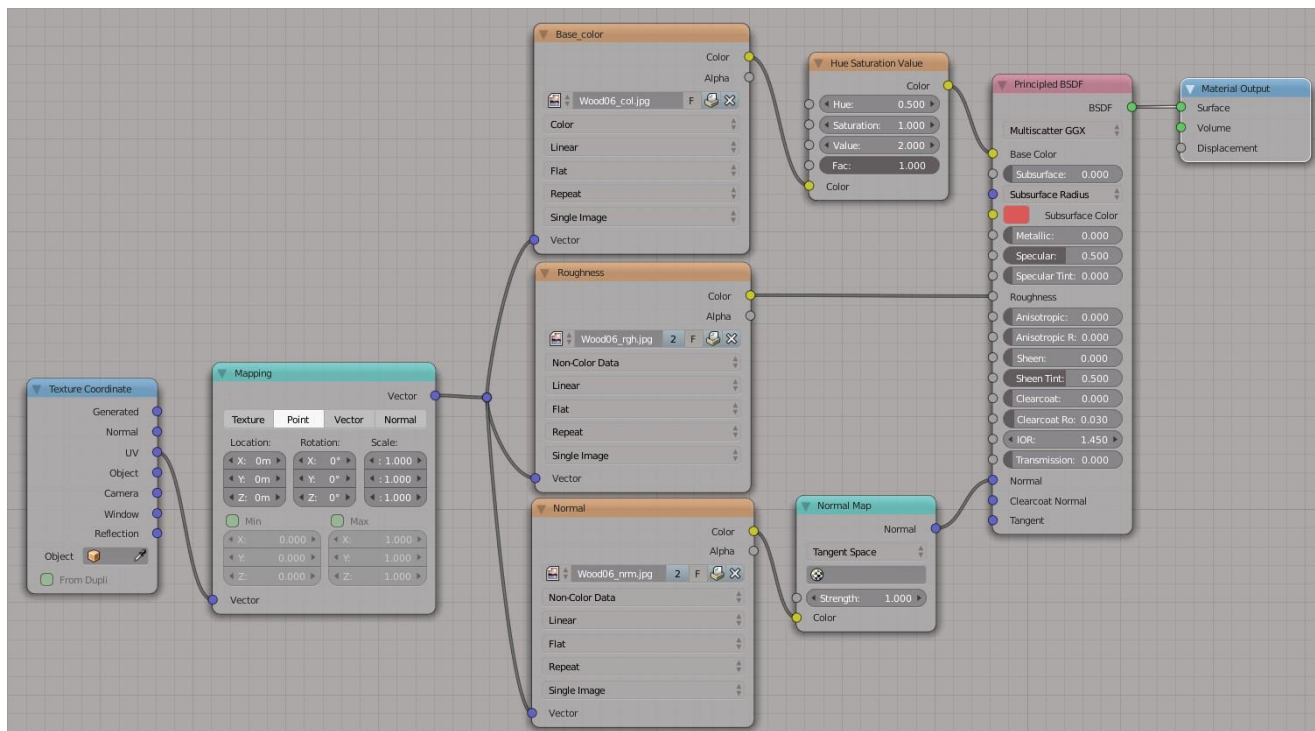 Texture Coordinate
Generated
Normal
UV
Object
Camera
Window
Reflection
Object
From Dupli
Mapping
Vector
Texture Point Vector Normal
Location: Rotation: Scale:
X: 0m X: 0° : 1.000
Y: 0m Y: 0° : 1.000
Z: 0m Z: 0° : 1.000
Min Max
X: 0.000 X: 1.000
Y: 0.000 Y: 1.000
Z: 0.000 Z: 1.000
Vector
Base_color
Color
Alpha
Wood06_col.jpg F
Color
Linear
Flat
Repeat
Single Image
Vector
Roughness
Color
Alpha
Wood06_rgh.jpg 2 F
Non-Color Data
Linear
Flat
Repeat
Single Image
Vector
Normal
Color
Alpha
Wood06_nrm.jpg 2 F
Non-Color Data
Linear
Flat
Repeat
Single Image
Vector
Hue Saturation Value
Color
Hue: 0.500
Saturation: 1.000
Value: 2.000
Fac: 1.000
Color
Normal Map
Normal
Tangent Space
Strength: 1.000
Color
Principled BSDF
BSDF
Multiscatter GGX
Base Color
Subsurface: 0.000
Subsurface Radius
Subsurface Color
Metallic: 0.000
Specular: 0.500
Specular Tint: 0.000
Roughness
Anisotropic: 0.000
Anisotropic R: 0.000
Sheen: 0.000
Sheen Tint: 0.500
Clearcoat: 0.000
Clearcoat Ro: 0.030
IOR: 1.450
Transmission: 0.000
Normal
Clearcoat Normal
Tangent
Material Output
Surface
Volume
Displacement